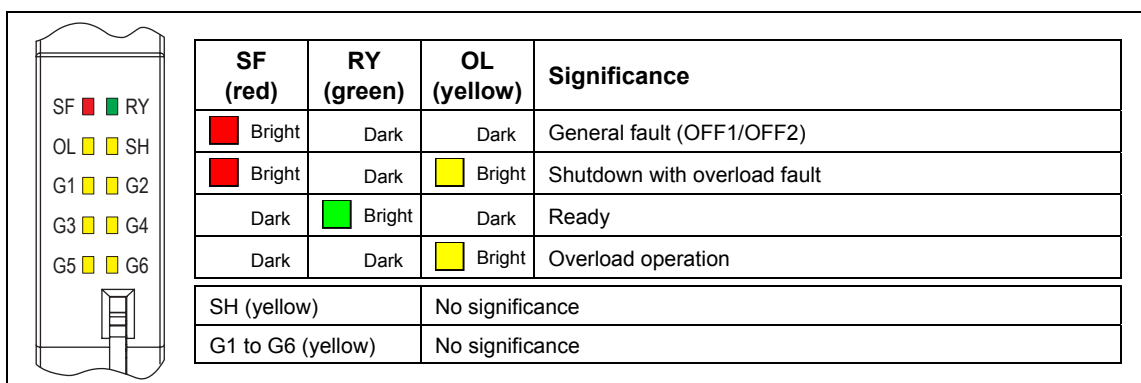 SF RY
OL SH
G1 G2
G3 G4
G5 G6
SF (red) RY (green) OL (yellow) Significance
Bright Dark Dark General fault (OFF1/OFF2)
Bright Dark Bright Shutdown with overload fault
Dark Bright Dark Ready
Dark Dark Bright Overload operation
SH (yellow) No significance
G1 to G6 (yellow) No significance